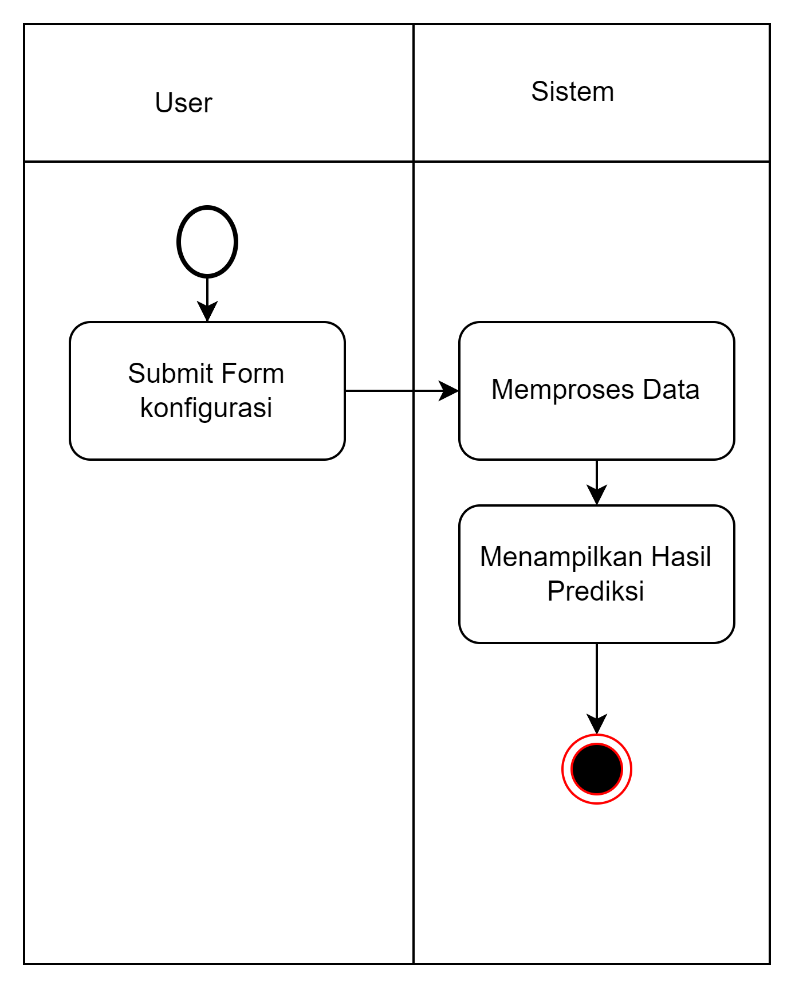 User
Sistem
Submit Form
konfigurasi
Memproses Data
Menampilkan Hasil
Prediksi